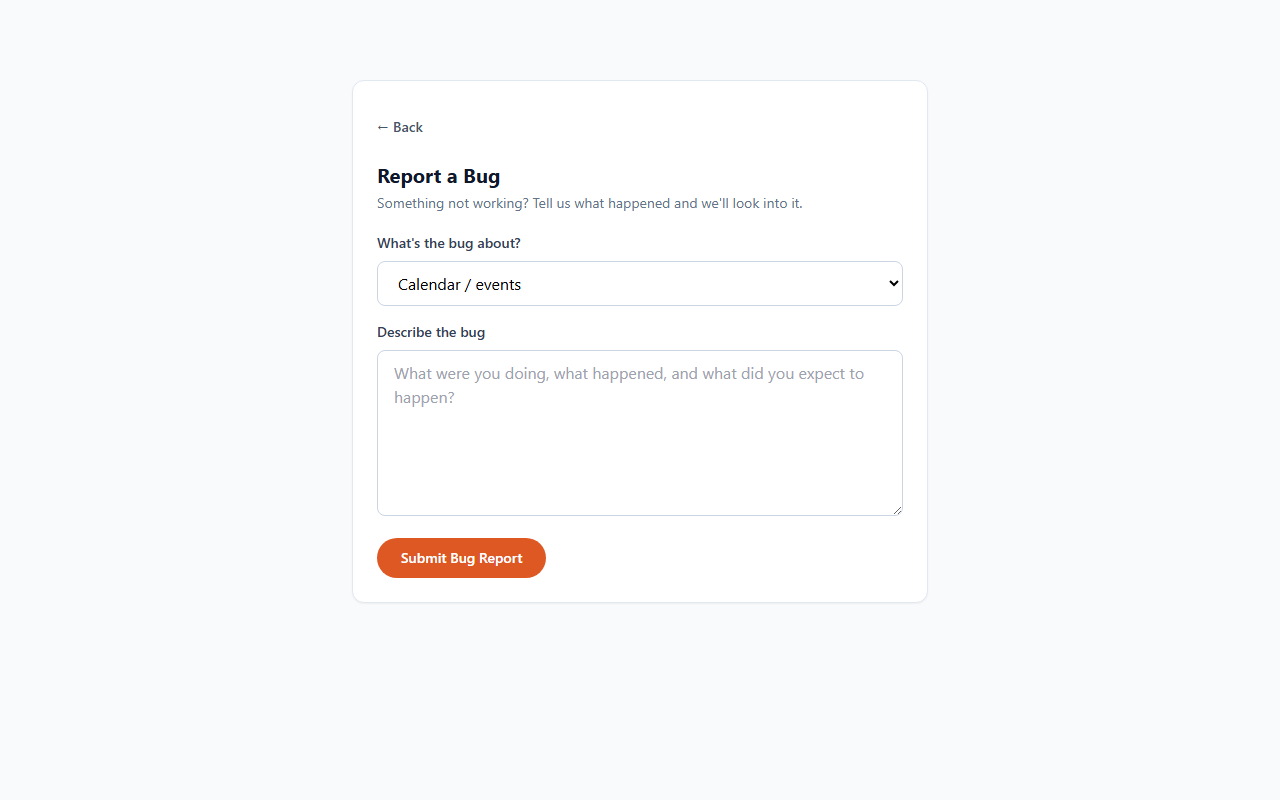 ← Back
Report a Bug
Something not working? Tell us what happened and we'll look into it.
What's the bug about?
Calendar / events
Describe the bug
What were you doing, what happened, and what did you expect to
happen?
Submit Bug Report